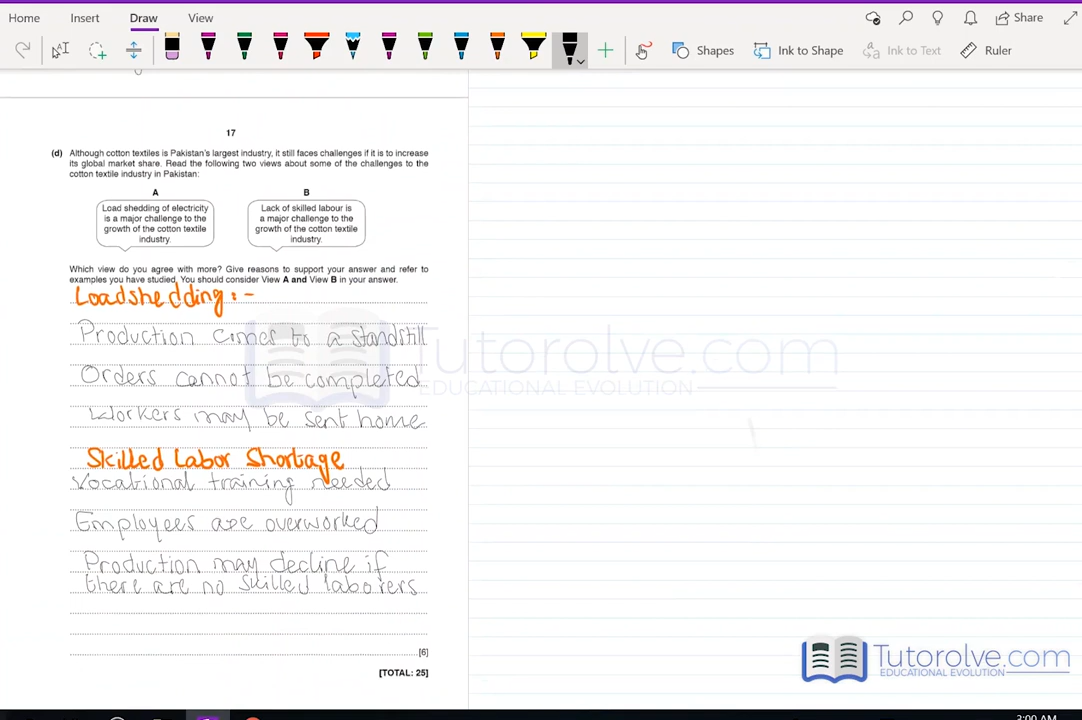 Home Insert Draw View Share
Shapes Ink to Shape Ink to Text Ruler
17
(d) Although cotton textiles is Pakistan's largest industry, it still faces challenges if it is to increase
its global market share. Read the following two views about some of the challenges to the
cotton textile industry in Pakistan:
A
Load shedding of electricity
is a major challenge to the
growth of the cotton textile
industry.
B
Lack of skilled labour is
a major challenge to the
growth of the cotton textile
industry.
Which view do you agree with more? Give reasons to support your answer and refer to
examples you have studied. You should consider View A and View B in your answer.
Loadshedding:-
Production comes to a standstill
Orders cannot be completed
Workers may be sent home
Skilled Labor Shortage
Vocational training needed
Employees are overworked
Production may decline if
there are no skilled laborers
[6]
[TOTAL: 25]
Tutorolve.com
EDUCATIONAL EVOLUTION
Tutorolve.com
EDUCATIONAL EVOLUTION
3:00 AM